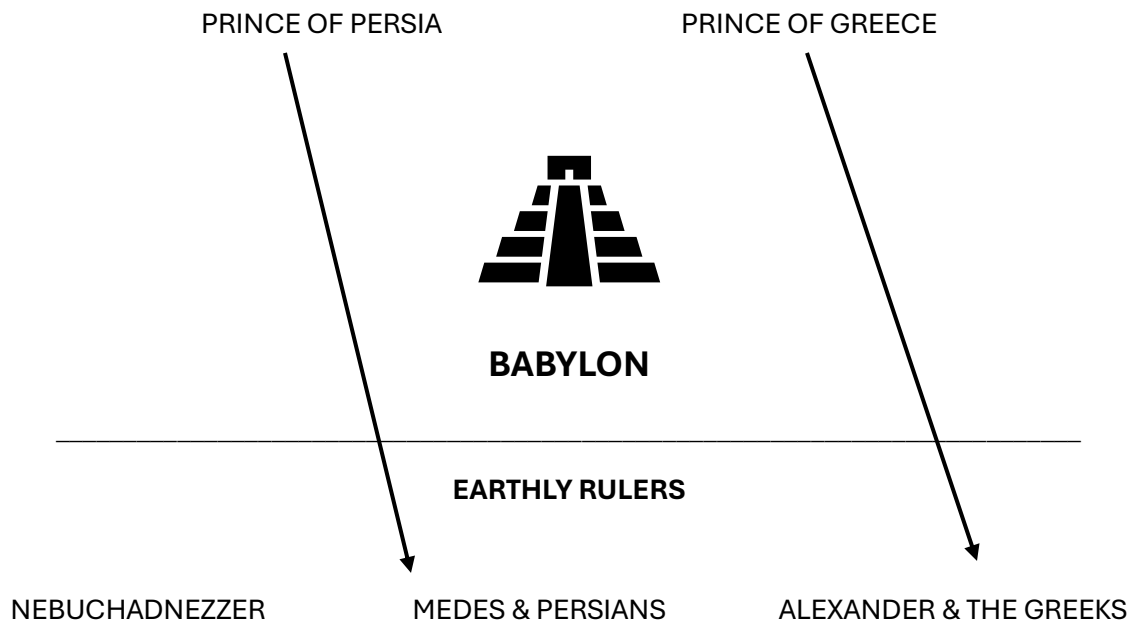 PRINCE OF PERSIA
PRINCE OF GREECE
BABYLON
EARTHLY RULERS
NEBUCHADNEZZER
MEDES & PERSIANS
ALEXANDER & THE GREEKS